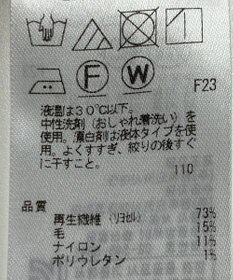 F W F23
液温は30℃以下。
中性洗剤(おしゃれ着洗い)を
使用。漂白剤は液体タイプを使
用。よくすすぎ、絞りの後すぐ
に干すこと。
110
品質
再生繊維(リヨセル) 73%
毛 15%
ナイロン 11%
ポリウレタン 1%